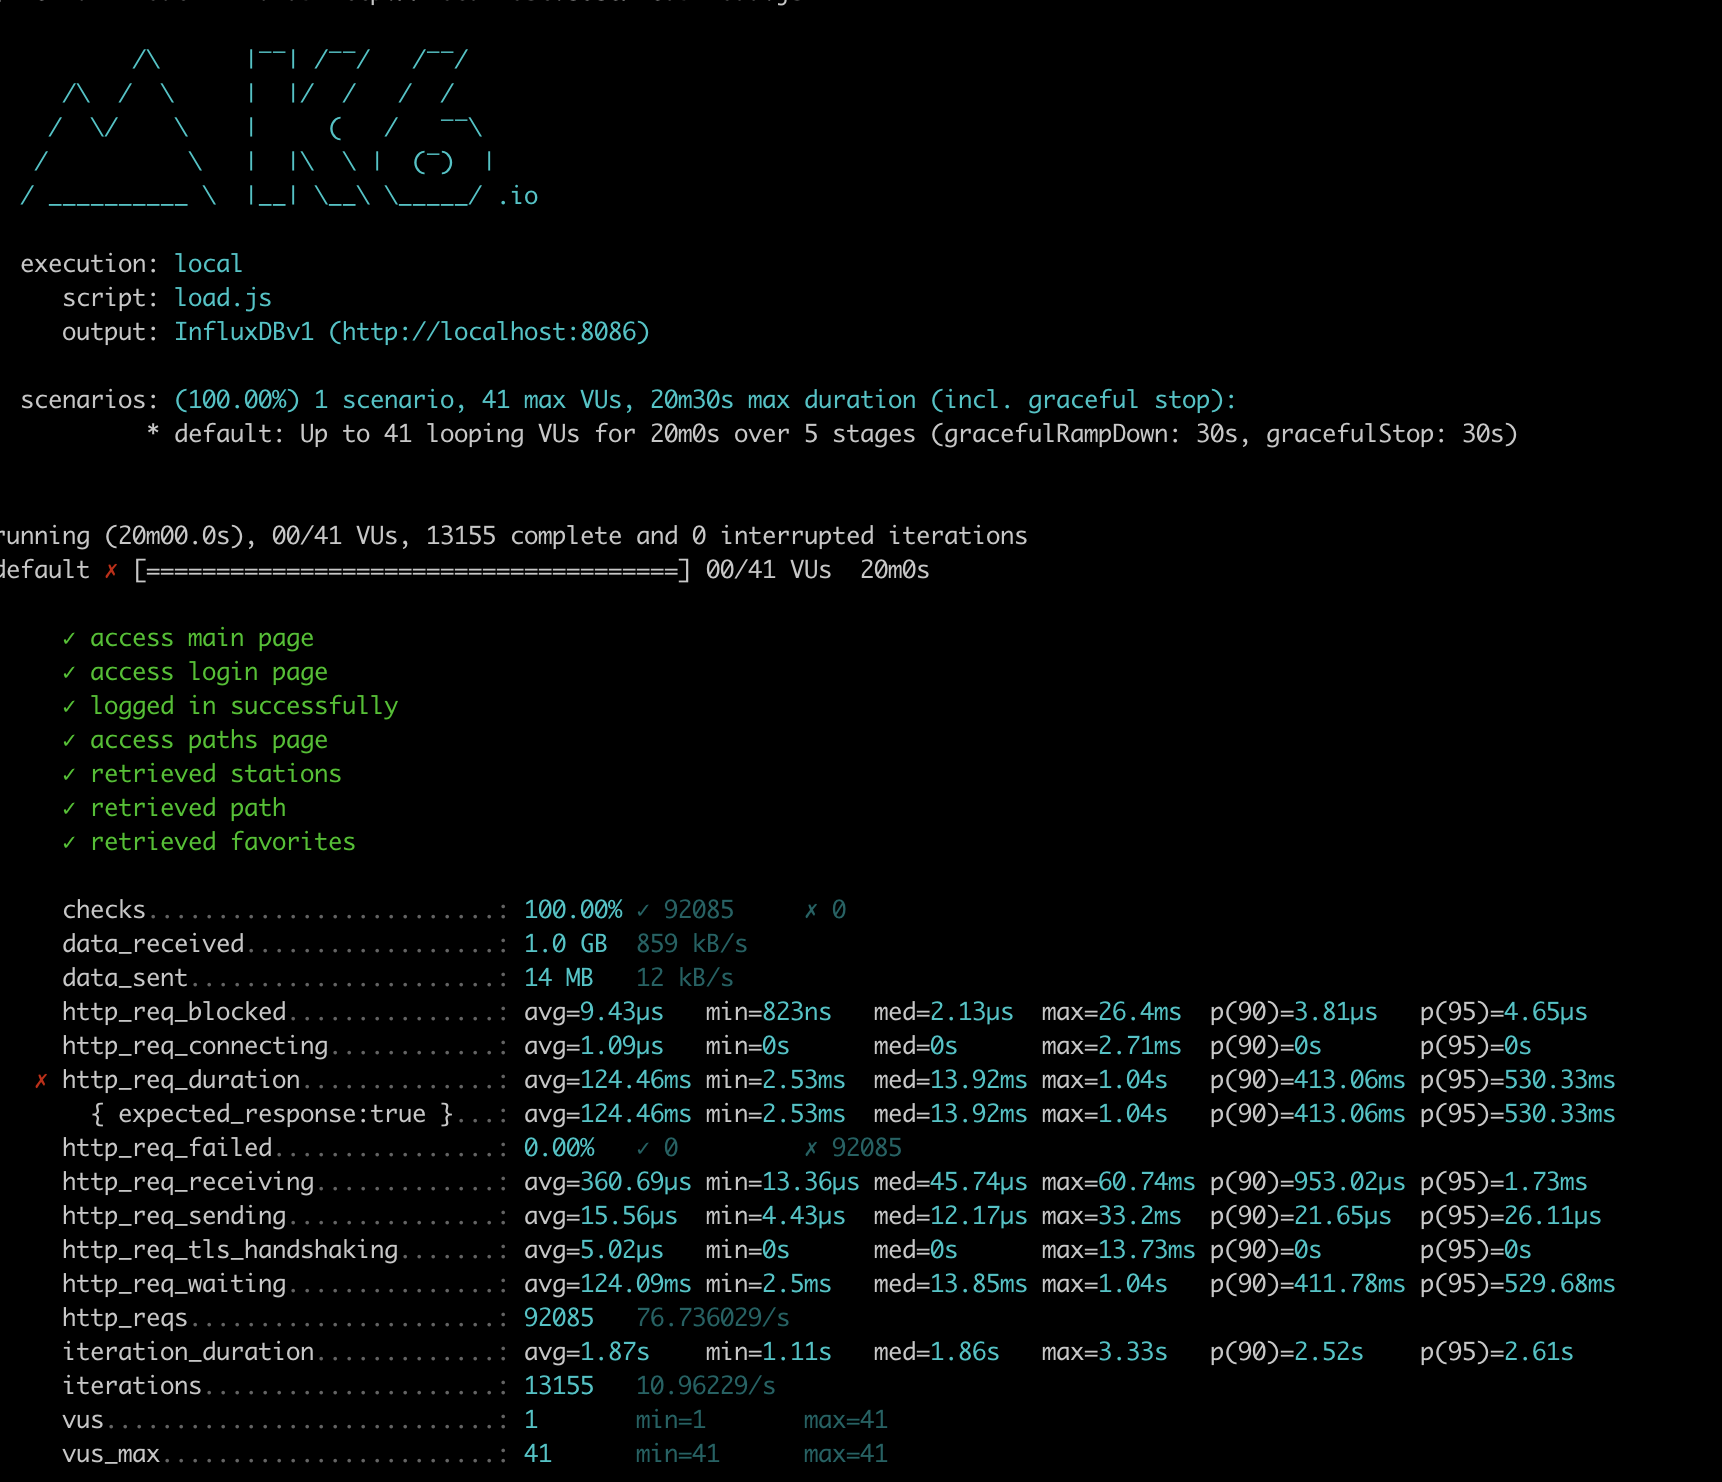 /\      |‾‾| /‾‾/   /‾‾/
    /\  /  \     |  |/  /   /  /
   /  \/    \    |     (   /   ‾‾\
  /          \   |  |\  \ |  (‾)  |
 / __________ \  |__| \__\ \_____/ .io
execution: local
script: load.js
output: InfluxDBv1 (http://localhost:8086)
scenarios: (100.00%) 1 scenario, 41 max VUs, 20m30s max duration (incl. graceful stop):
* default: Up to 41 looping VUs for 20m0s over 5 stages (gracefulRampDown: 30s, gracefulStop: 30s)
running (20m00.0s), 00/41 VUs, 13155 complete and 0 interrupted iterations
default ✗ [======================================] 00/41 VUs  20m0s
✓ access main page
✓ access login page
✓ logged in successfully
✓ access paths page
✓ retrieved stations
✓ retrieved path
✓ retrieved favorites
checks.........................: 100.00% ✓ 92085     ✗ 0
data_received..................: 1.0 GB  859 kB/s
data_sent......................: 14 MB   12 kB/s
http_req_blocked...............: avg=9.43µs   min=823ns   med=2.13µs  max=26.4ms  p(90)=3.81µs   p(95)=4.65µs
http_req_connecting............: avg=1.09µs   min=0s      med=0s      max=2.71ms  p(90)=0s       p(95)=0s
✗ http_req_duration..............: avg=124.46ms min=2.53ms  med=13.92ms max=1.04s   p(90)=413.06ms p(95)=530.33ms
{ expected_response:true }...: avg=124.46ms min=2.53ms  med=13.92ms max=1.04s   p(90)=413.06ms p(95)=530.33ms
http_req_failed................: 0.00%   ✓ 0         ✗ 92085
http_req_receiving.............: avg=360.69µs min=13.36µs med=45.74µs max=60.74ms p(90)=953.02µs p(95)=1.73ms
http_req_sending...............: avg=15.56µs  min=4.43µs  med=12.17µs max=33.2ms  p(90)=21.65µs  p(95)=26.11µs
http_req_tls_handshaking.......: avg=5.02µs   min=0s      med=0s      max=13.73ms p(90)=0s       p(95)=0s
http_req_waiting...............: avg=124.09ms min=2.5ms   med=13.85ms max=1.04s   p(90)=411.78ms p(95)=529.68ms
http_reqs......................: 92085   76.736029/s
iteration_duration.............: avg=1.87s    min=1.11s   med=1.86s   max=3.33s   p(90)=2.52s    p(95)=2.61s
iterations.....................: 13155   10.96229/s
vus............................: 1       min=1       max=41
vus_max........................: 41      min=41      max=41